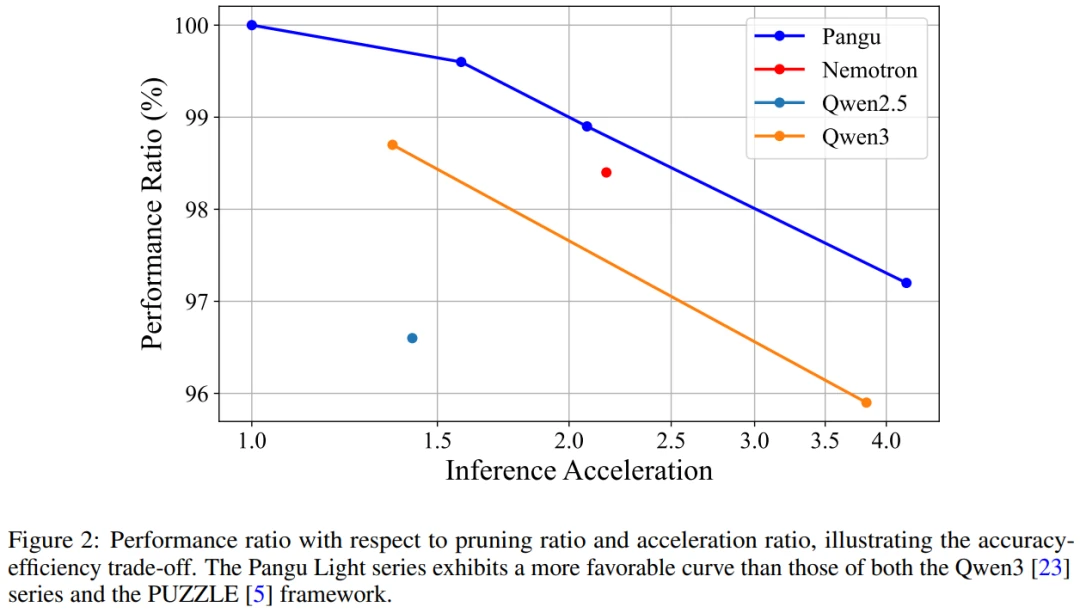 100
99
98
97
96
Performance Ratio (%)
Pangu
Nemotron
Qwen2.5
Qwen3
1.0 1.5 2.0 2.5 3.0 3.5 4.0
Inference Acceleration
Figure 2: Performance ratio with respect to pruning ratio and acceleration ratio, illustrating the accuracy-
efficiency trade-off. The Pangu Light series exhibits a more favorable curve than those of both the Qwen3 [23]
series and the PUZZLE [5] framework.